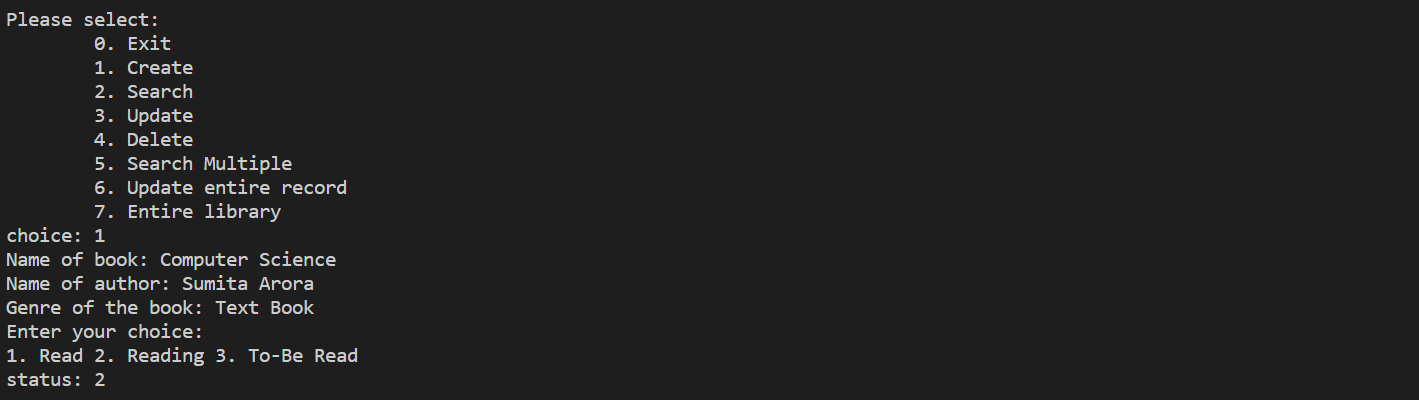 Please select:
0. Exit
1. Create
2. Search
3. Update
4. Delete
5. Search Multiple
6. Update entire record
7. Entire library
choice: 1
Name of book: Computer Science
Name of author: Sumita Arora
Genre of the book: Text Book
Enter your choice:
1. Read 2. Reading 3. To-Be Read
status: 2